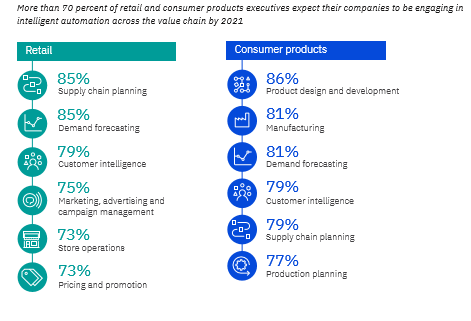 More than 70 percent of retail and consumer products executives expect their companies to be engaging in
intelligent automation across the value chain by 2021
Retail
85%
Supply chain planning
85%
Demand forecasting
79%
Customer intelligence
75%
Marketing, advertising and
campaign management
73%
Store operations
73%
Pricing and promotion
Consumer products
86%
Product design and development
81%
Manufacturing
81%
Demand forecasting
79%
Customer intelligence
79%
Supply chain planning
77%
Production planning